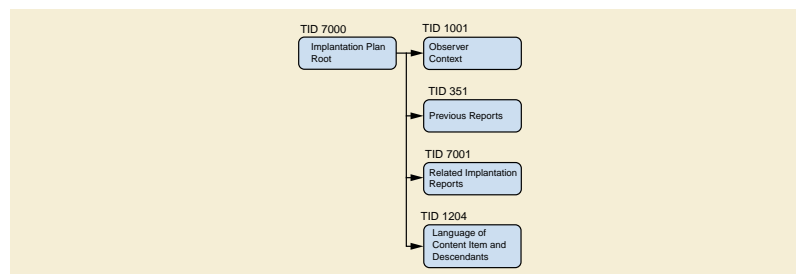 TID 7000
Implantation Plan
Root
TID 1001
Observer
Context
TID 351
Previous Reports
TID 7001
Related Implantation
Reports
TID 1204
Language of
Content Item and
Descendants